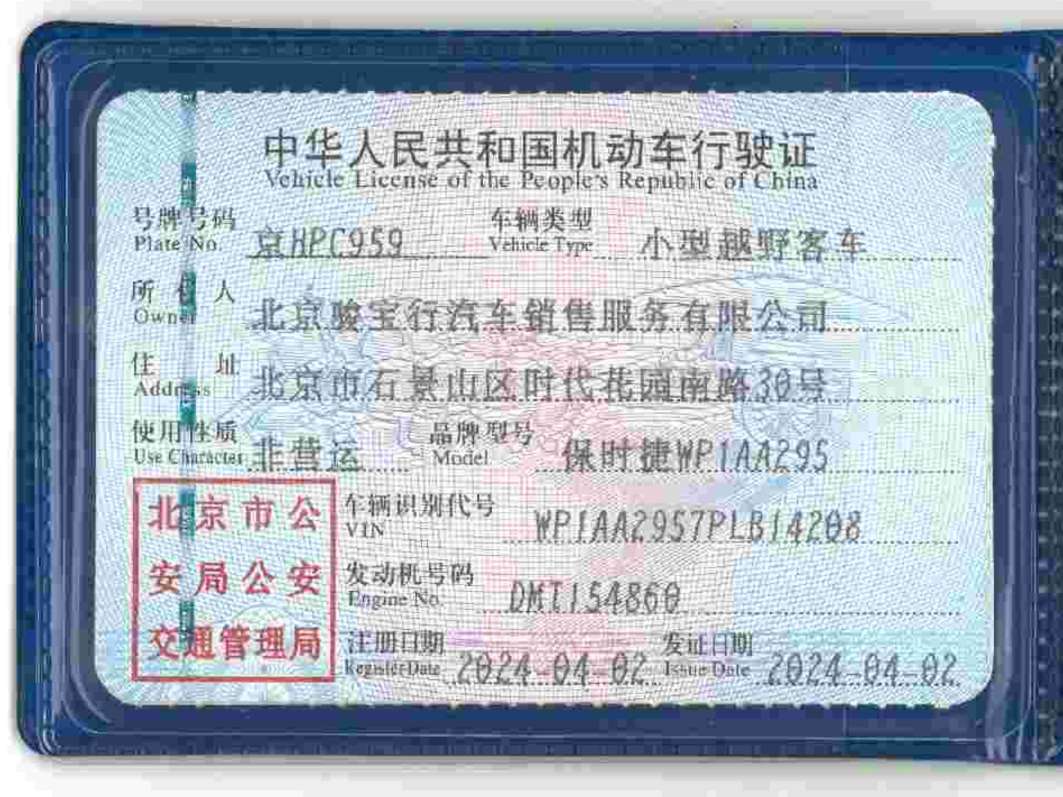 中华人民共和国机动车行驶证
Vehicle License of the People's Republic of China
号牌号码 京HPC959 车辆类型 小型越野客车
Plate No. Vehicle Type
所有人 北京骏宝行汽车销售服务有限公司
Owner
住址 北京市石景山区时代花园南路30号
Address
使用性质 非营运 品牌型号 保时捷WP1AA295
Use Character Model
北京市公安局公安交通管理局
车辆识别代号 WP1AA2957PLB14208
VIN
发动机号码 DMT154860
Engine No.
注册日期 2024-04-02 发证日期 2024-04-02
Register Date Issue Date